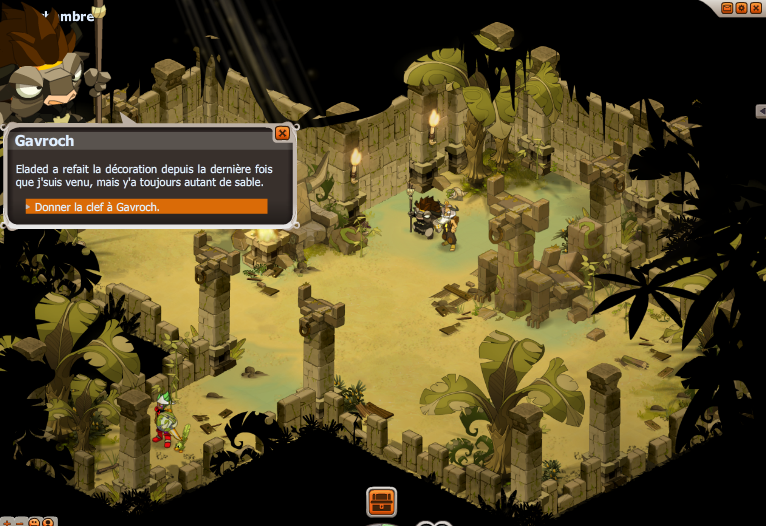 Gavroch
Eladed a refait la décoration depuis la dernière fois
que j'suis venu, mais y'a toujours autant de sable.
Donner la clef à Gavroch.